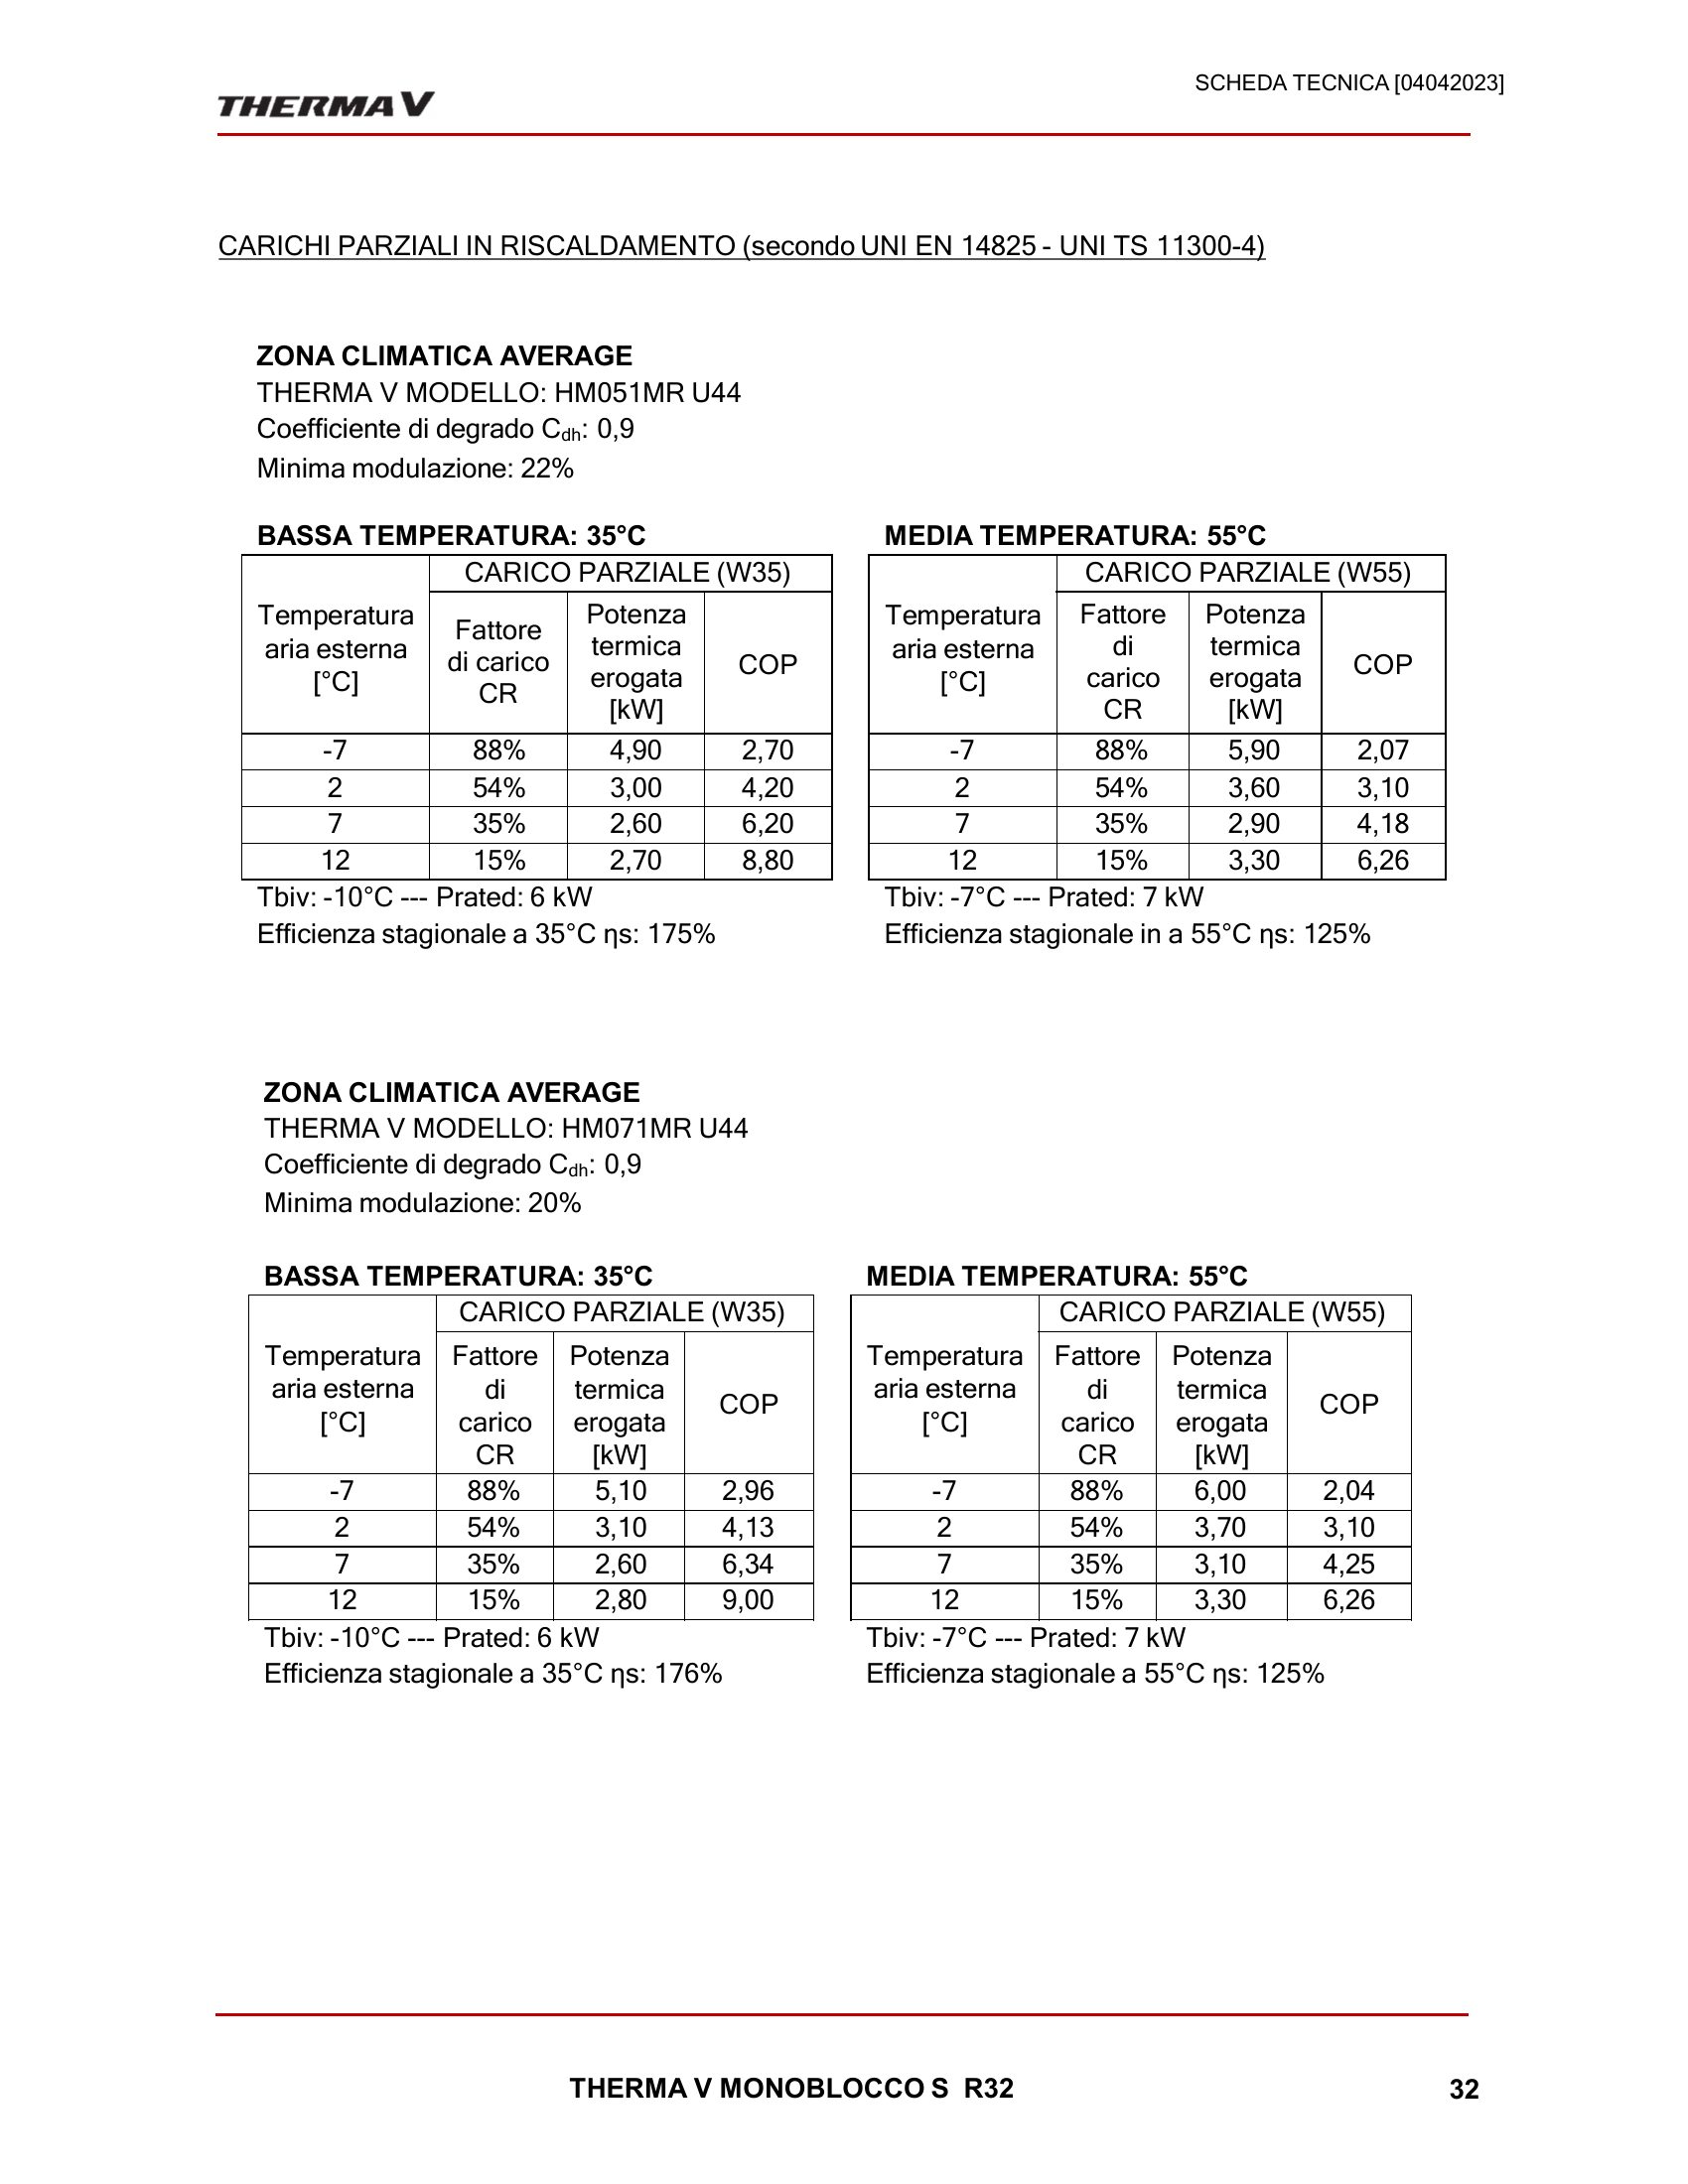 THERMA V
SCHEDA TECNICA [04042023]
CARICHI PARZIALI IN RISCALDAMENTO (secondo UNI EN 14825 - UNI TS 11300-4)
ZONA CLIMATICA AVERAGE
THERMA V MODELLO: HM051MR U44
Coefficiente di degrado Cdh: 0,9
Minima modulazione: 22%
BASSA TEMPERATURA: 35°C
Temperatura
aria esterna
[°C]
CARICO PARZIALE (W35)
Fattore
di carico
CR
Potenza
termica
erogata
[kW]
COP
-7 88% 4,90 2,70
2 54% 3,00 4,20
7 35% 2,60 6,20
12 15% 2,70 8,80
Tbiv: -10°C --- Prated: 6 kW
Efficienza stagionale a 35°C ηs: 175%
MEDIA TEMPERATURA: 55°C
Temperatura
aria esterna
[°C]
CARICO PARZIALE (W55)
Fattore
di
carico
CR
Potenza
termica
erogata
[kW]
COP
-7 88% 5,90 2,07
2 54% 3,60 3,10
7 35% 2,90 4,18
12 15% 3,30 6,26
Tbiv: -7°C --- Prated: 7 kW
Efficienza stagionale in a 55°C ηs: 125%
ZONA CLIMATICA AVERAGE
THERMA V MODELLO: HM071MR U44
Coefficiente di degrado Cdh: 0,9
Minima modulazione: 20%
BASSA TEMPERATURA: 35°C
Temperatura
aria esterna
[°C]
CARICO PARZIALE (W35)
Fattore
di
carico
CR
Potenza
termica
erogata
[kW]
COP
-7 88% 5,10 2,96
2 54% 3,10 4,13
7 35% 2,60 6,34
12 15% 2,80 9,00
Tbiv: -10°C --- Prated: 6 kW
Efficienza stagionale a 35°C ηs: 176%
MEDIA TEMPERATURA: 55°C
Temperatura
aria esterna
[°C]
CARICO PARZIALE (W55)
Fattore
di
carico
CR
Potenza
termica
erogata
[kW]
COP
-7 88% 6,00 2,04
2 54% 3,70 3,10
7 35% 3,10 4,25
12 15% 3,30 6,26
Tbiv: -7°C --- Prated: 7 kW
Efficienza stagionale a 55°C ηs: 125%
THERMA V MONOBLOCCO S R32
32